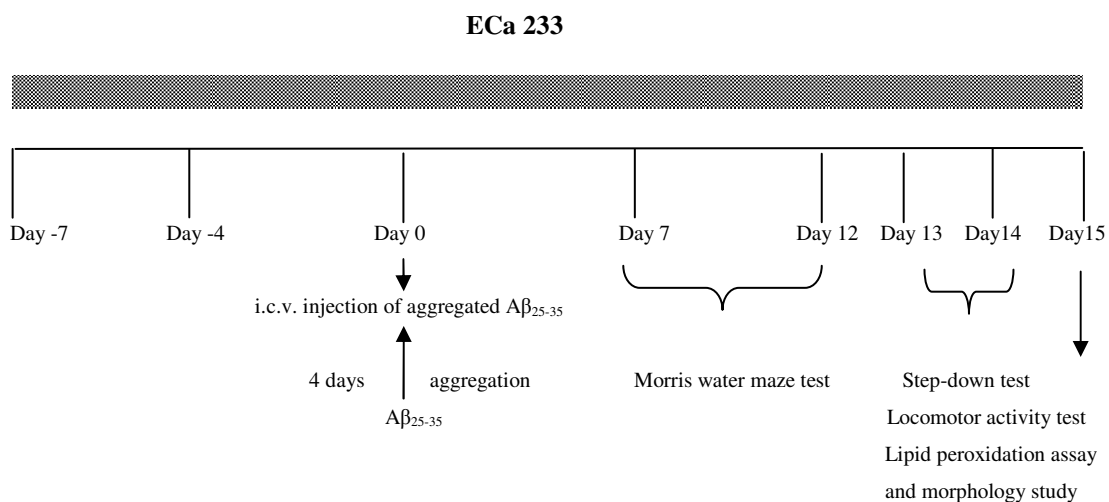 ECa 233
Day -7 Day -4 Day 0 Day 7 Day 12 Day 13 Day14 Day15
i.c.v. injection of aggregated Aβ25-35
4 days aggregation Morris water maze test Step-down test
Aβ25-35 Locomotor activity test
Lipid peroxidation assay
and morphology study